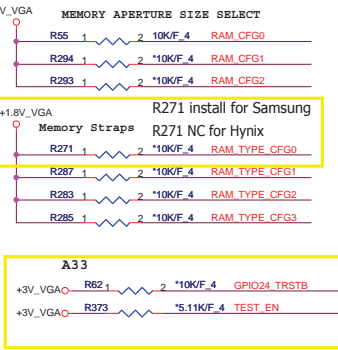 V_VGA
MEMORY APERTURE SIZE SELECT
R55 1 2 10K/F_4 RAM_CFG0
R294 1 2 *10K/F_4 RAM_CFG1
R293 1 2 *10K/F_4 RAM_CFG2
R271 install for Samsung
+1.8V_VGA
Memory Straps
R271 NC for Hynix
R271 1 2 *10K/F_4 RAM_TYPE_CFG0
R287 1 2 *10K/F_4 RAM_TYPE_CFG1
R283 1 2 *10K/F_4 RAM_TYPE_CFG2
R285 1 2 *10K/F_4 RAM_TYPE_CFG3
A33
+3V_VGA R62 1 2 *10K/F_4 GPIO24_TRSTB
+3V_VGA R373 *5.11K/F_4 TEST_EN